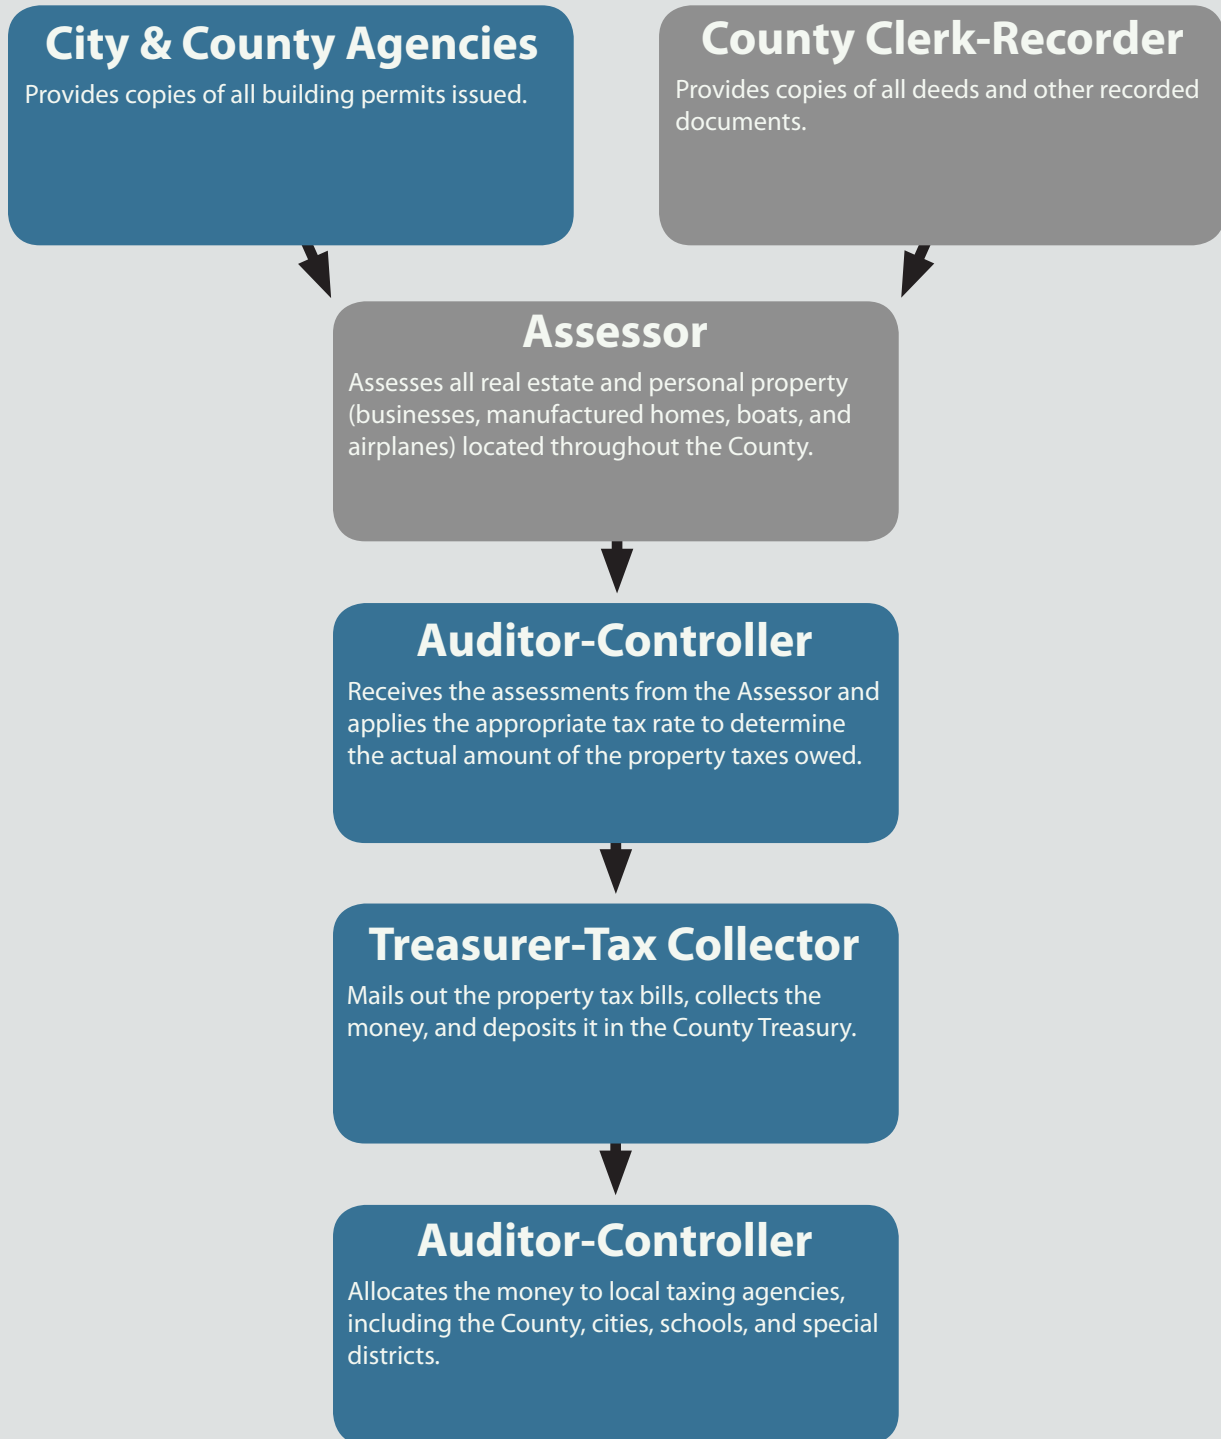 City & County Agencies
Provides copies of all building permits issued.
County Clerk-Recorder
Provides copies of all deeds and other recorded
documents.
Assessor
Assesses all real estate and personal property
(businesses, manufactured homes, boats, and
airplanes) located throughout the County.
Auditor-Controller
Receives the assessments from the Assessor and
applies the appropriate tax rate to determine
the actual amount of the property taxes owed.
Treasurer-Tax Collector
Mails out the property tax bills, collects the
money, and deposits it in the County Treasury.
Auditor-Controller
Allocates the money to local taxing agencies,
including the County, cities, schools, and special
districts.